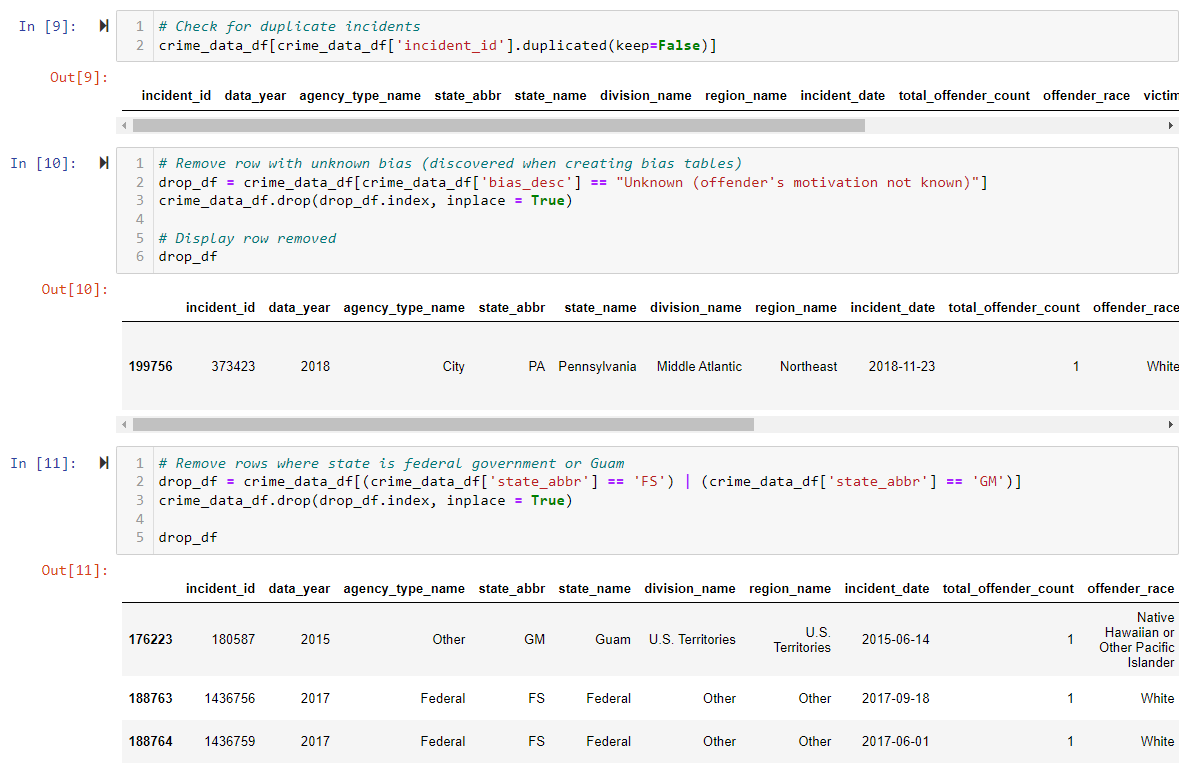 In [9]:
1 # Check for duplicate incidents
2 crime_data_df[crime_data_df['incident_id'].duplicated(keep=False)]
Out[9]:
incident_id data_year agency_type_name state_abbr state_name division_name region_name incident_date total_offender_count offender_race victim
In [10]:
1 # Remove row with unknown bias (discovered when creating bias tables)
2 drop_df = crime_data_df[crime_data_df['bias_desc'] == "Unknown (offender's motivation not known)"]
3 crime_data_df.drop(drop_df.index, inplace = True)
4
5 # Display row removed
6 drop_df
Out[10]:
incident_id data_year agency_type_name state_abbr state_name division_name region_name incident_date total_offender_count offender_race
199756 373423 2018 City PA Pennsylvania Middle Atlantic Northeast 2018-11-23 1 White
In [11]:
1 # Remove rows where state is federal government or Guam
2 drop_df = crime_data_df[(crime_data_df['state_abbr'] == 'FS') | (crime_data_df['state_abbr'] == 'GM')]
3 crime_data_df.drop(drop_df.index, inplace = True)
4
5 drop_df
Out[11]:
incident_id data_year agency_type_name state_abbr state_name division_name region_name incident_date total_offender_count offender_race
176223 180587 2015 Other GM Guam U.S. Territories U.S. Territories 2015-06-14 1 Native Hawaiian or Other Pacific Islander
188763 1436756 2017 Federal FS Federal Other Other 2017-09-18 1 White
188764 1436759 2017 Federal FS Federal Other Other 2017-06-01 1 White